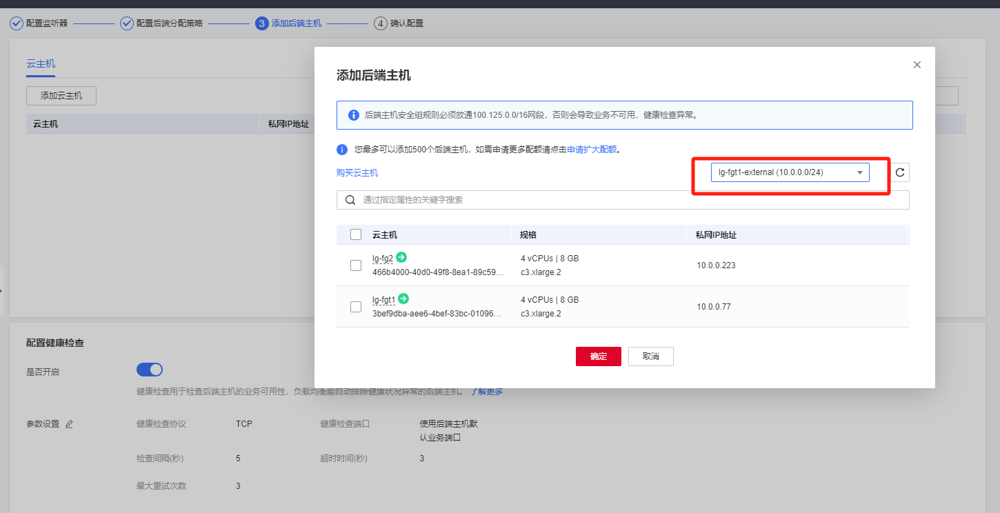 配置监听器
配置后端分配策略
3 添加后端主机
4 确认配置
云主机
添加云主机
云主机
私网IP地址
添加后端主机
后端主机安全组规则必须放通100.125.0.0/16网段，否则会导致业务不可用，健康检查异常。
您最多可以添加500个后端主机，如需申请更多配额请点击申请扩大配额。
购买云主机
lg-fgt1-external (10.0.0.0/24)
通过指定属性的关键字搜索
云主机 规格 私网IP地址
lg-fg2
466b4000-40d0-49f8-8ea1-89c59...
4 vCPUs | 8 GB
c3.xlarge.2
10.0.0.223
lg-fgt1
3bef9dba-aee6-4bef-83bc-01096...
4 vCPUs | 8 GB
c3.xlarge.2
10.0.0.77
确定
取消
配置健康检查
是否开启
健康检查用于检查后端主机的业务可用性，负载均衡能自动排除健康状况异常的后端主机。 了解更多
参数设置
健康检查协议 TCP
健康检查端口 使用后端主机默
认业务端口
检查间隔(秒) 5
超时时间(秒) 3
最大重试次数 3